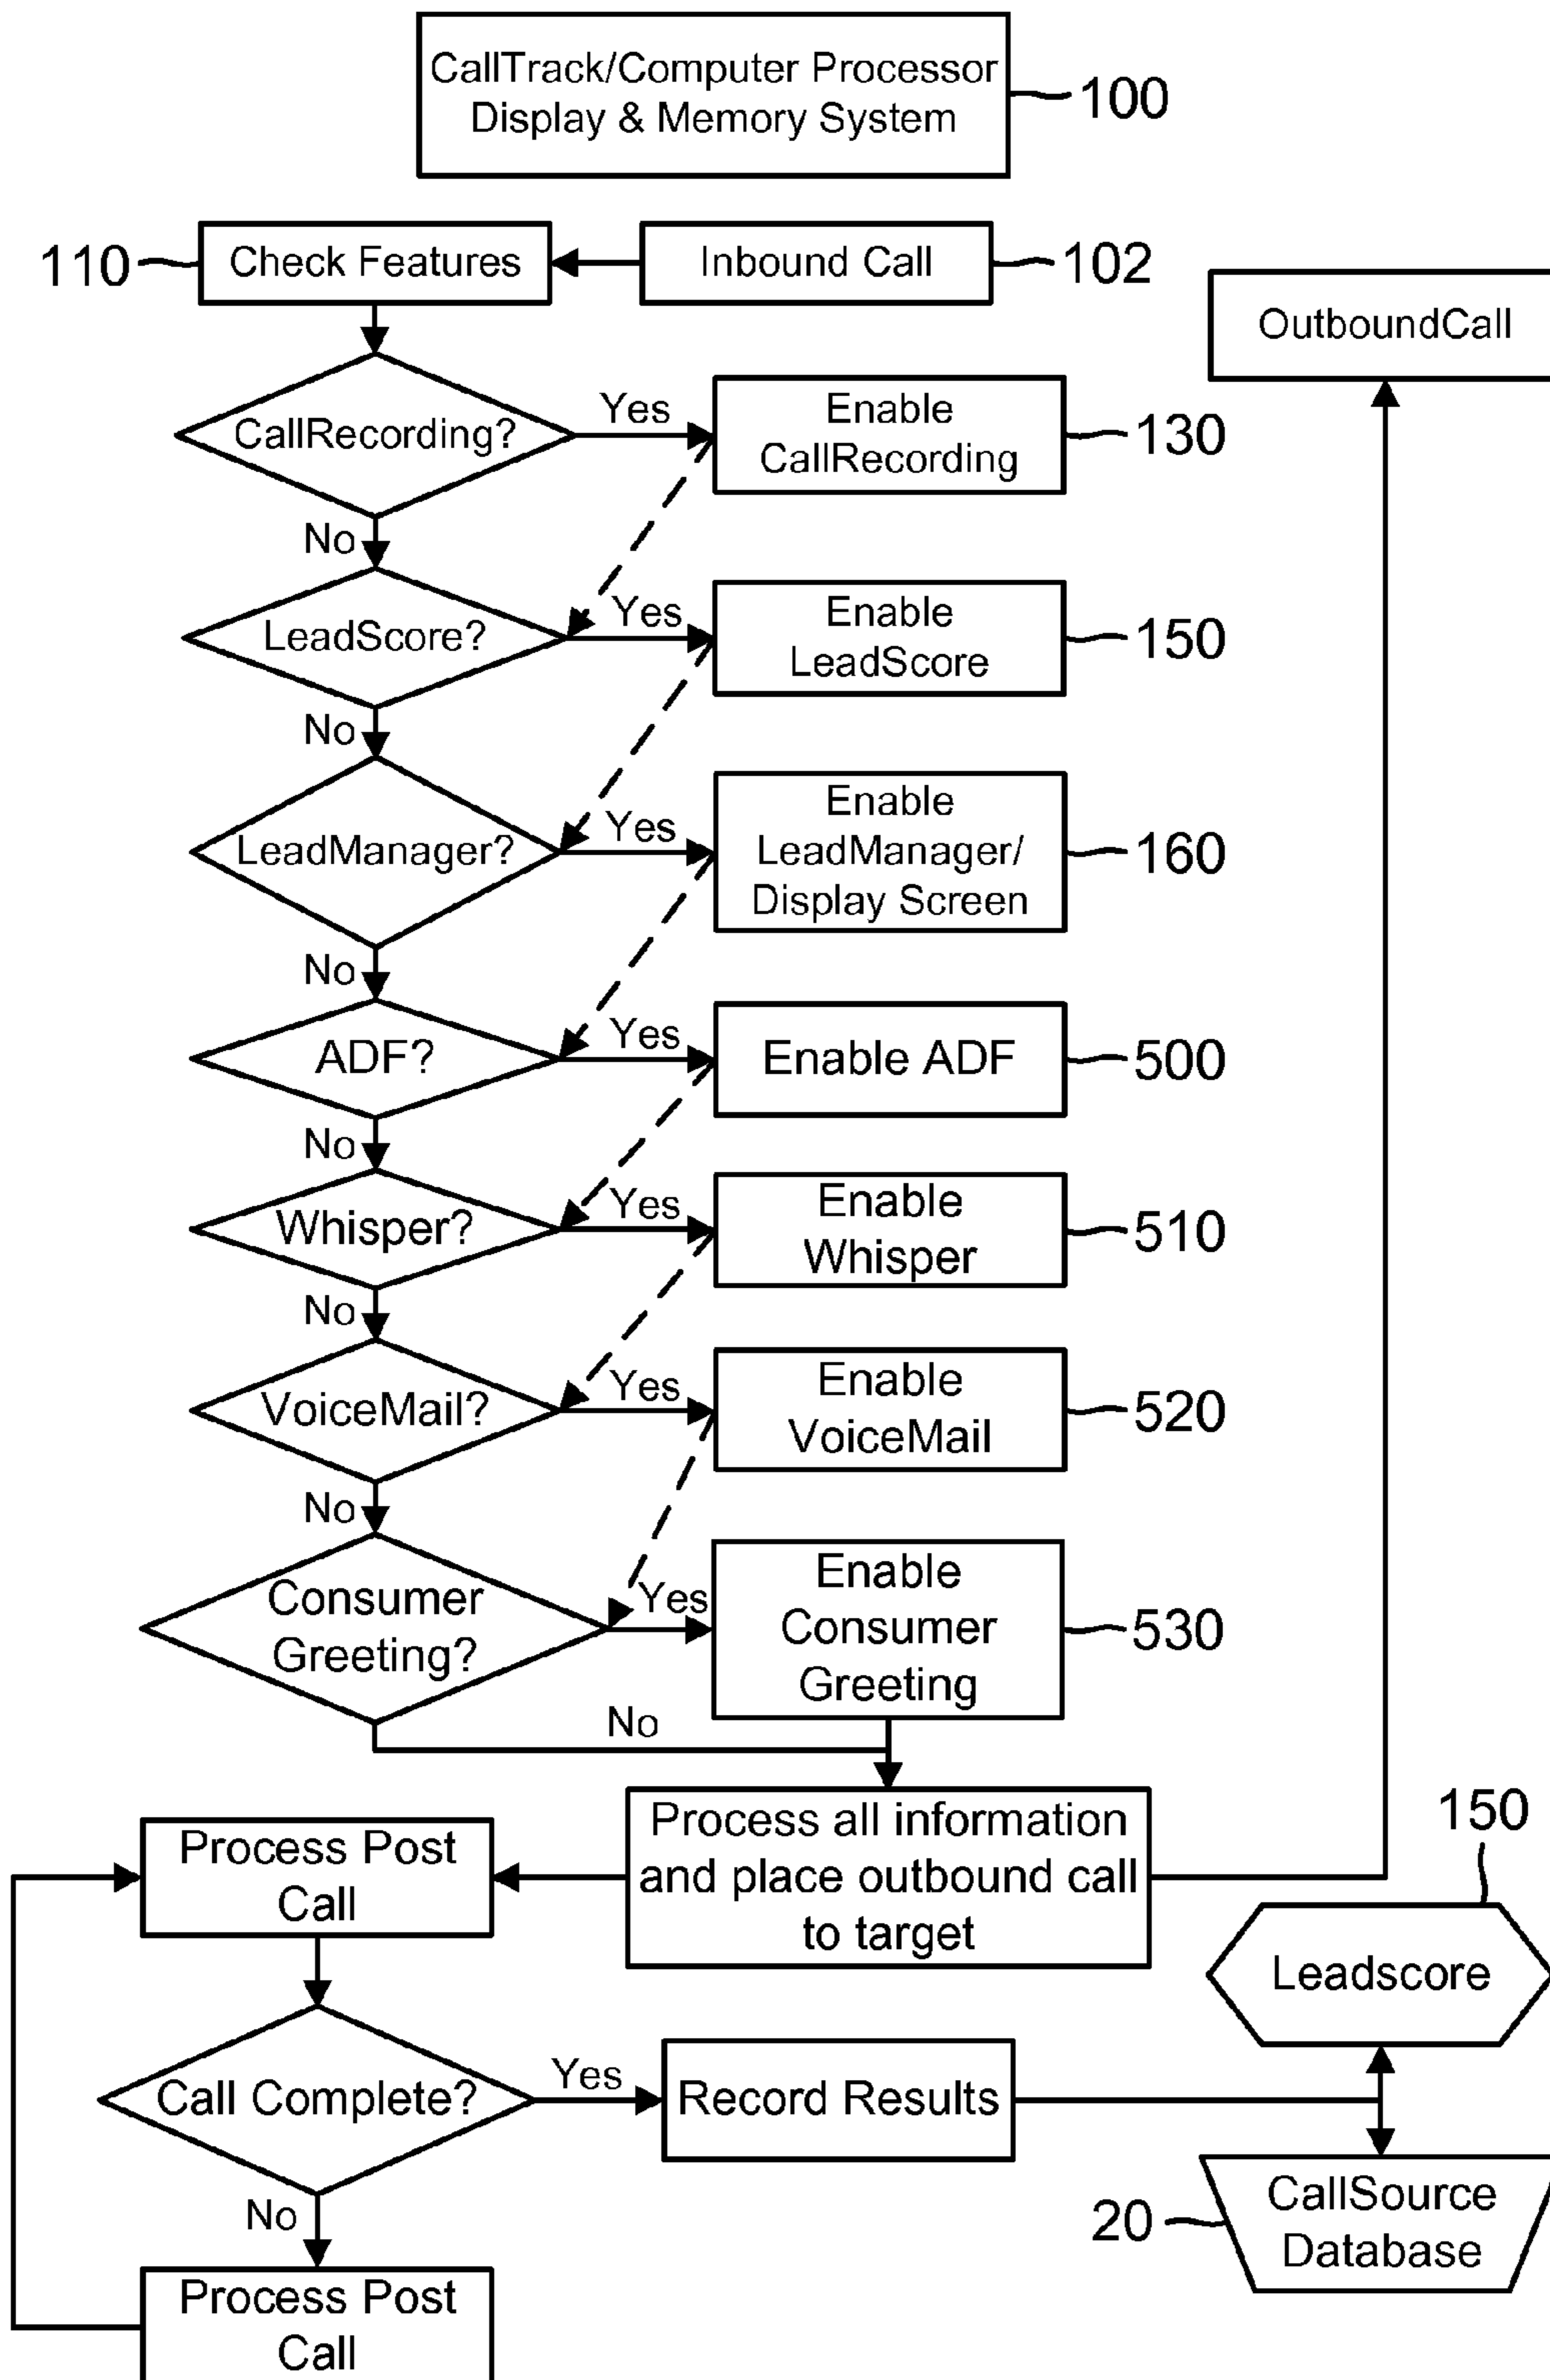 CallTrack/Computer Processor
Display & Memory System
100
110
Check Features
Inbound Call
102
OutboundCall
CallRecording?
Yes
Enable
CallRecording
130
No
LeadScore?
Yes
Enable
LeadScore
150
No
LeadManager?
Yes
Enable
LeadManager/
Display Screen
160
No
ADF?
Yes
Enable ADF
500
No
Whisper?
Yes
Enable
Whisper
510
No
VoiceMail?
Yes
Enable
VoiceMail
520
No
Consumer
Greeting?
Yes
Enable
Consumer
Greeting
530
No
Process all information
and place outbound call
to target
Process Post
Call
150
Leadscore
Call Complete?
Yes
Record Results
No
20
CallSource
Database
Process Post
Call